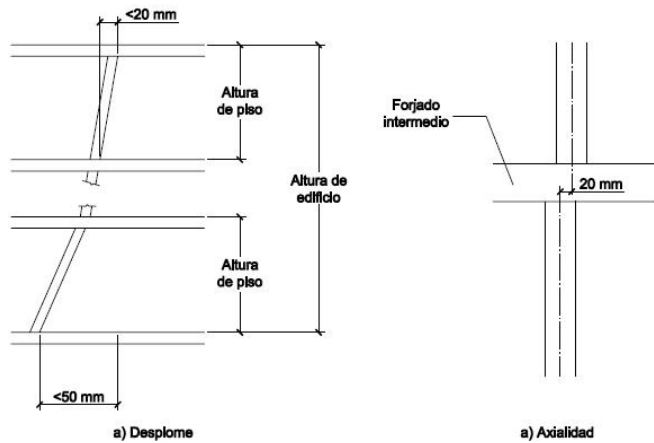 <20 mm
Altura
de piso
Altura de
edificio
Altura
de piso
<50 mm
a) Desplome
Forjado
intermedio
20 mm
a) Axialidad